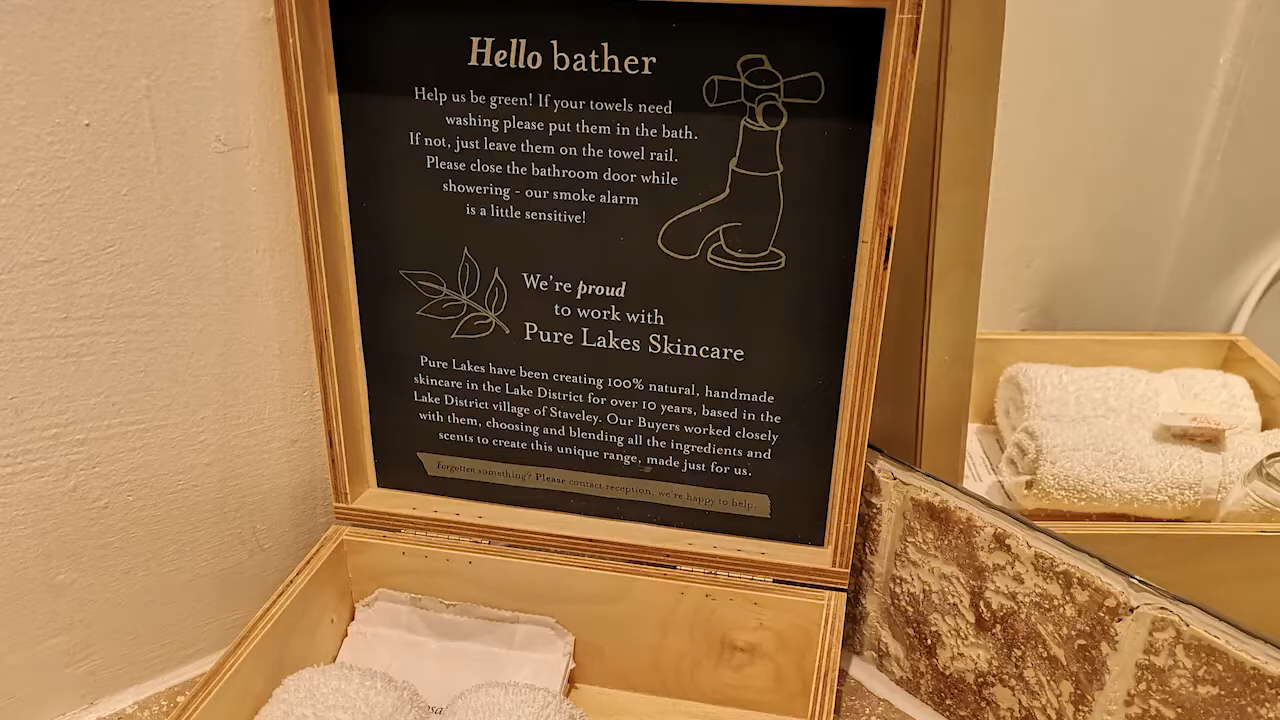 Hello bather
Help us be green! If your towels need
washing please put them in the bath.
If not, just leave them on the towel rail.
Please close the bathroom door while
showering - our smoke alarm
is a little sensitive!
We're proud
to work with
Pure Lakes Skincare
Pure Lakes have been creating 100% natural, handmade
skincare in the Lake District for over 10 years, based in the
Lake District village of Staveley. Our Buyers worked closely
with them, choosing and blending all the ingredients and
scents to create this unique range, made just for us.
Forgotten something? Please contact reception, we're happy to help.